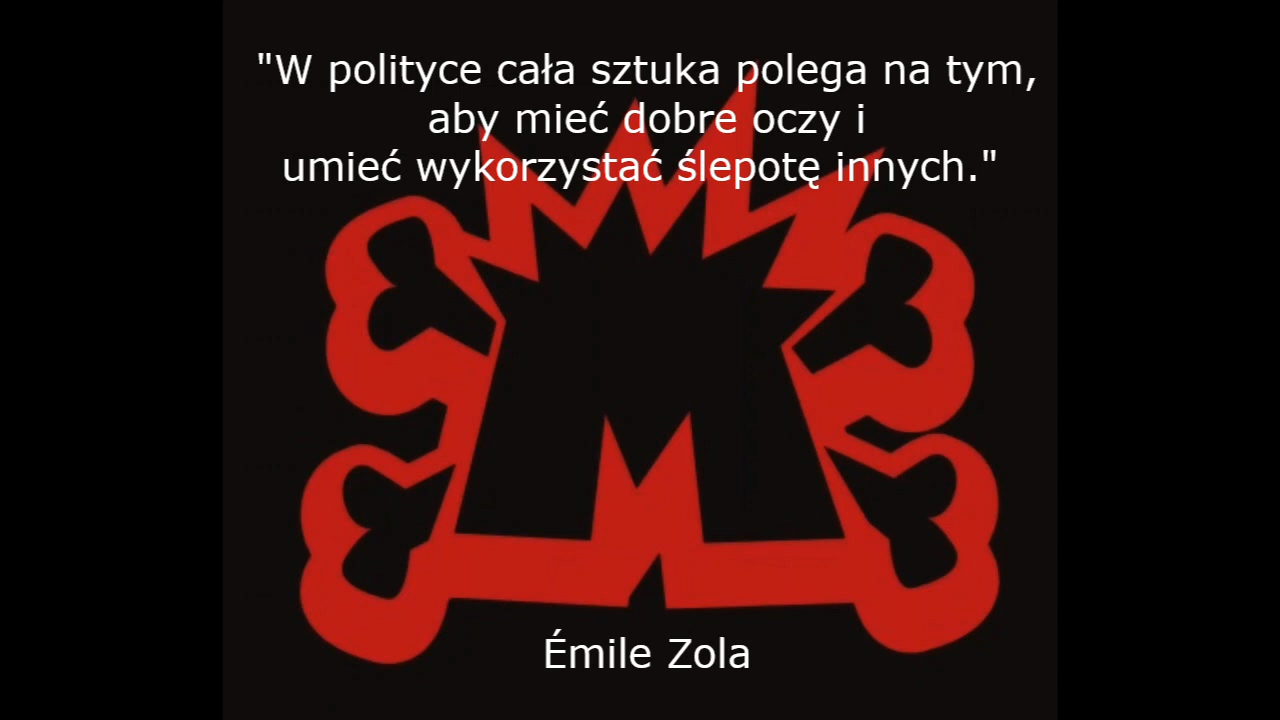 "W polityce cała sztuka polega na tym,
aby mieć dobre oczy i
umieć wykorzystać ślepotę innych."
M
Émile Zola